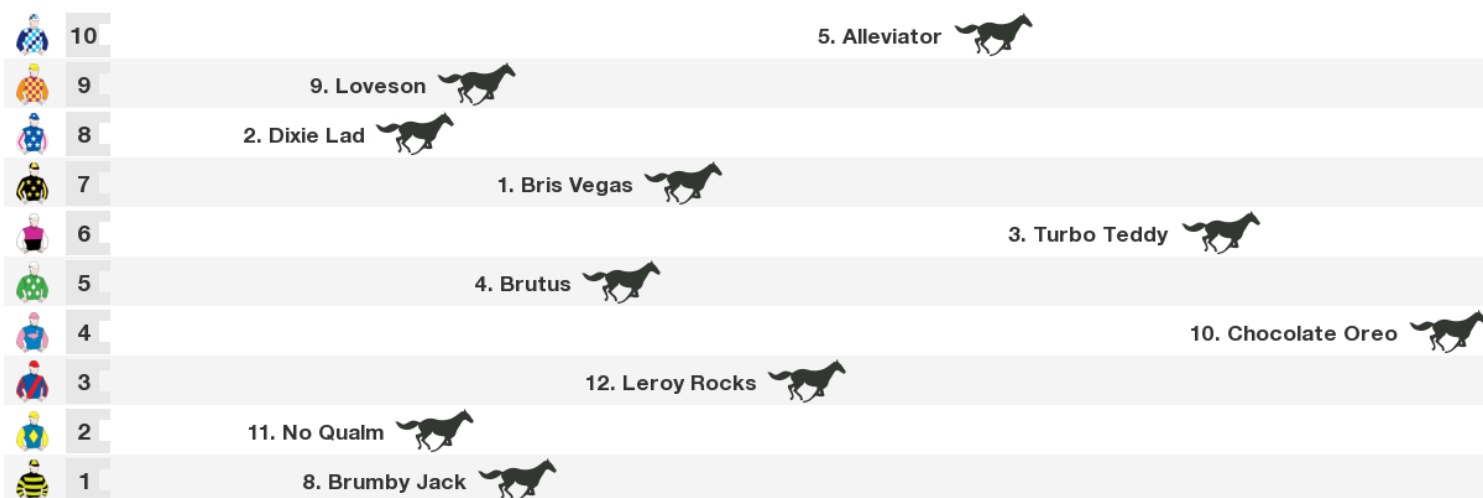 10 5. Alleviator
9 9. Loveson
8 2. Dixie Lad
7 1. Bris Vegas
6 3. Turbo Teddy
5 4. Brutus
4 10. Chocolate Oreo
3 12. Leroy Rocks
2 11. No Qualm
1 8. Brumby Jack